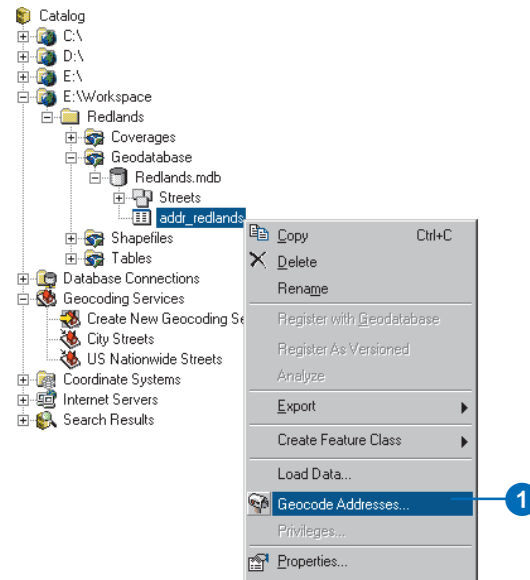 Catalog
C:\
D:\
E:\
E:\Workspace
Redlands
Coverages
Geodatabase
Redlands.mdb
Streets
addr_redlands
Shapefiles
Tables
Database Connections
Geocoding Services
Create New Geocoding Se
City Streets
US Nationwide Streets
Coordinate Systems
Internet Servers
Search Results
Copy Ctrl+C
Delete
Rename
Register with Geodatabase
Register As Versioned
Analyze
Export
Create Feature Class
Load Data...
Geocode Addresses...
1
Privileges...
Properties...